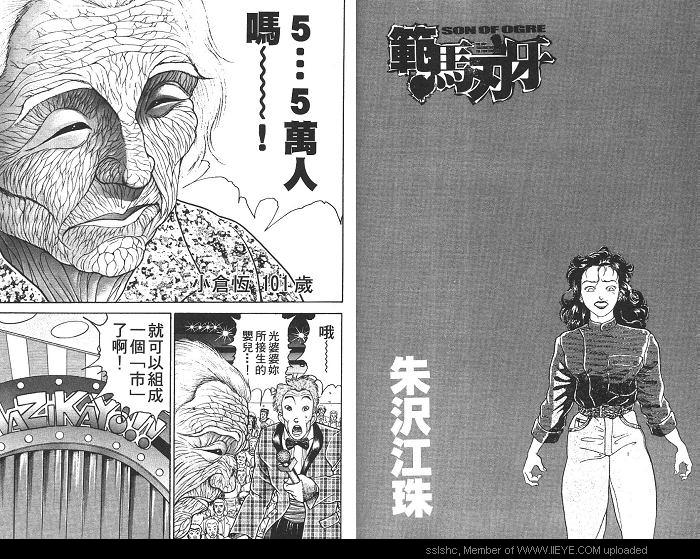 SON OF OGRE
範馬刃牙
朱沢江珠
5…5萬人
嗎~~~~!
小倉恆 101歲
哦
光婆婆妳
所接生的
嬰兒…!
就可以組成
一個「市」
了啊!
AZiKAYO!!
sslshc, Member of WWW.IIEYE.COM uploaded